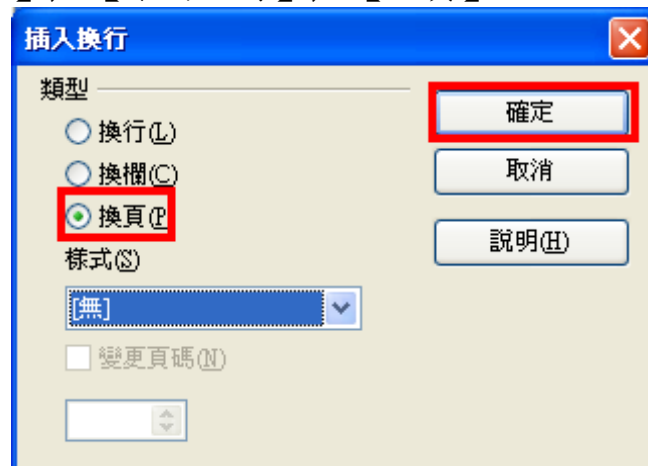 插入換行
類型
換行(L)
換欄(C)
換頁(P
樣式(S)
[無]
變更頁碼(N)
確定
取消
說明(H)